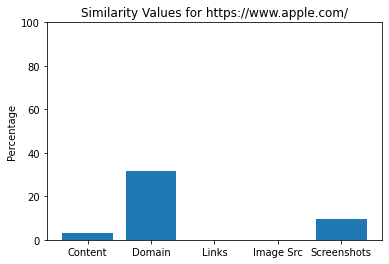 Similarity Values for https://www.apple.com/
100
80
60
40
20
0
Percentage
Content Domain Links Image Src Screenshots